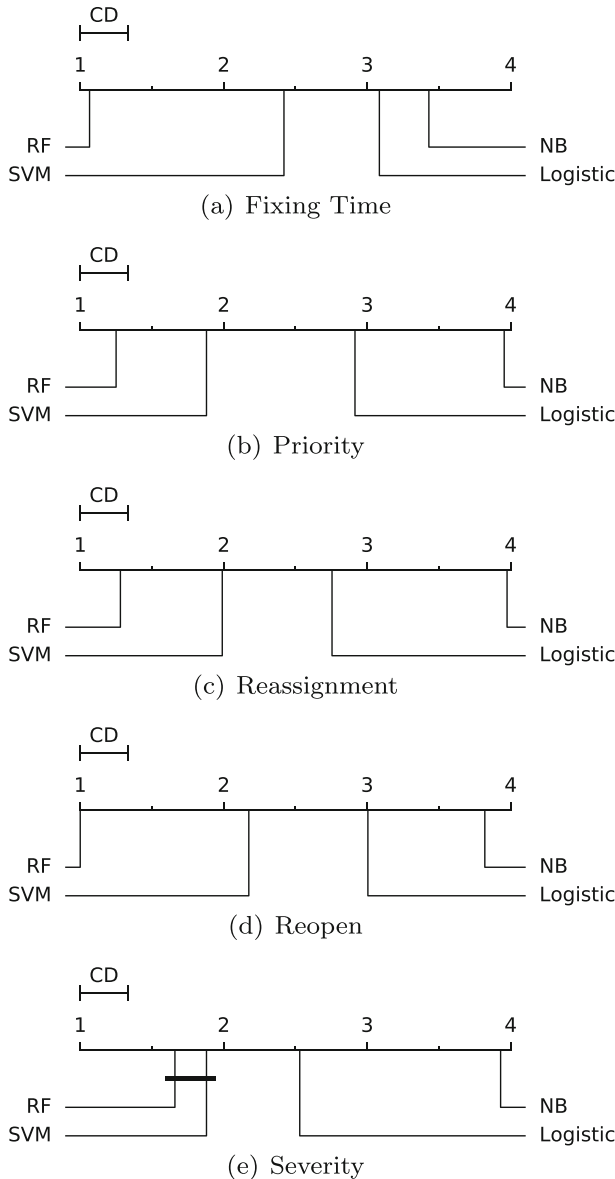 CD
1 2 3 4
RF NB
SVM Logistic
(a) Fixing Time
CD
1 2 3 4
RF NB
SVM Logistic
(b) Priority
CD
1 2 3 4
RF NB
SVM Logistic
(c) Reassignment
CD
1 2 3 4
RF NB
SVM Logistic
(d) Reopen
CD
1 2 3 4
RF NB
SVM Logistic
(e) Severity